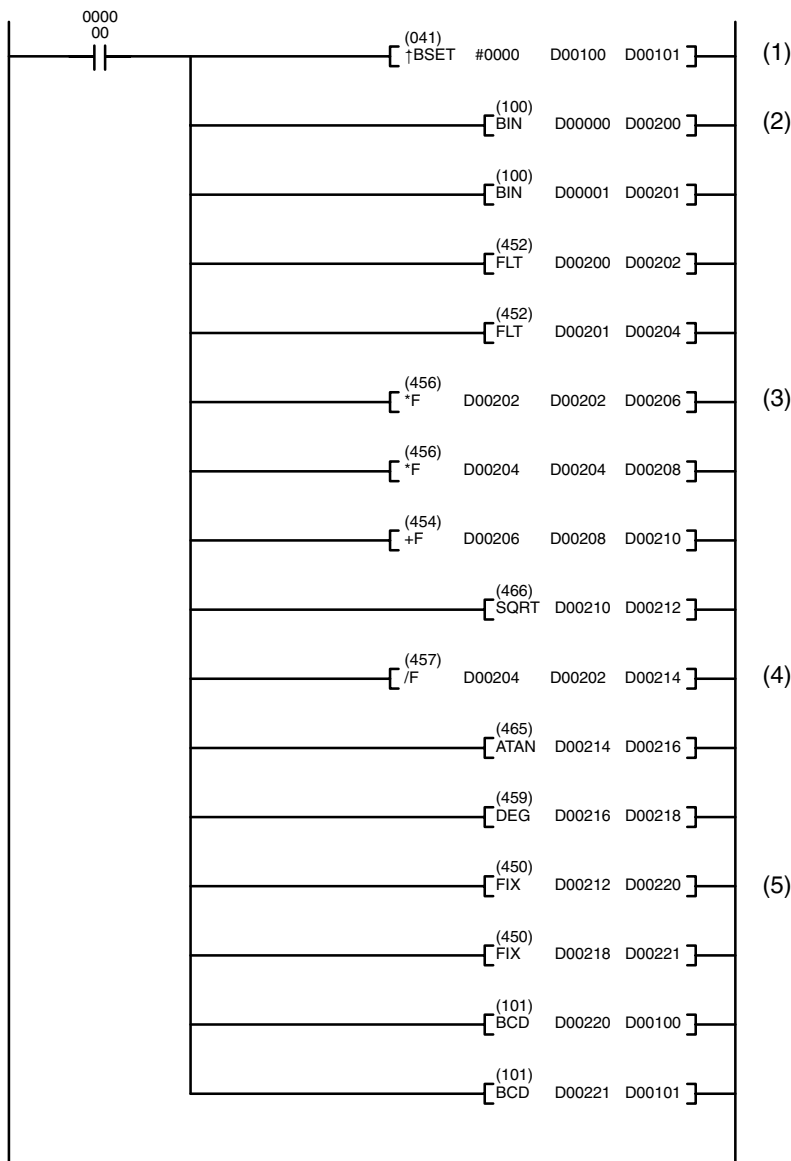 0000
00
(041)
↑BSET #0000 D00100 D00101 (1)
(100)
BIN D00000 D00200 (2)
(100)
BIN D00001 D00201
(452)
FLT D00200 D00202
(452)
FLT D00201 D00204
(456)
*F D00202 D00202 D00206 (3)
(456)
*F D00204 D00204 D00208
(454)
+F D00206 D00208 D00210
(466)
SQRT D00210 D00212
(457)
/F D00204 D00202 D00214 (4)
(465)
ATAN D00214 D00216
(459)
DEG D00216 D00218
(450)
FIX D00212 D00220 (5)
(450)
FIX D00218 D00221
(101)
BCD D00220 D00100
(101)
BCD D00221 D00101